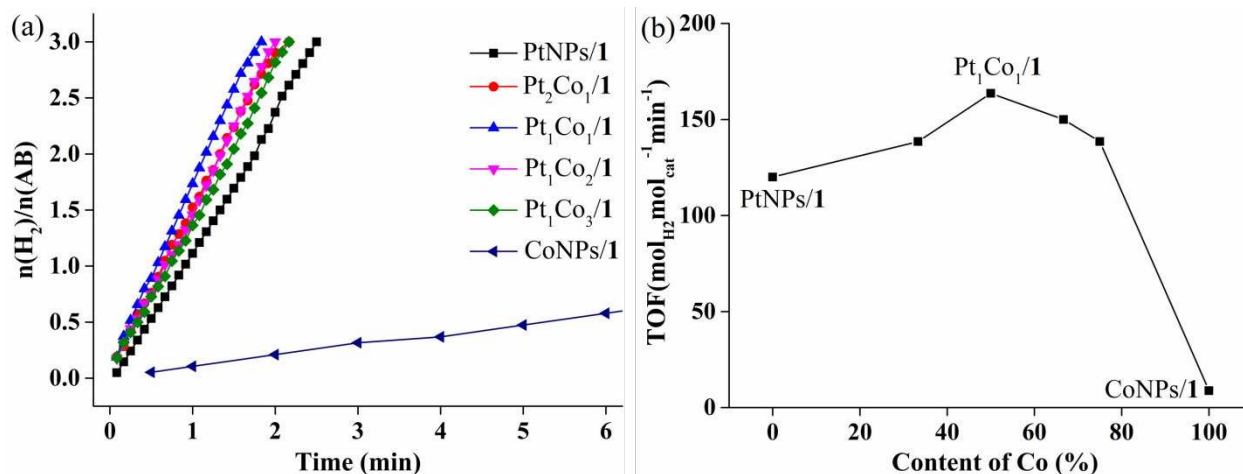 (a)
n(H₂)/n(AB)
3.0
2.5
2.0
1.5
1.0
0.5
0.0
PtNPs/1
Pt₂Co₁/1
Pt₁Co₁/1
Pt₁Co₂/1
Pt₁Co₃/1
CoNPs/1
0 1 2 3 4 5 6
Time (min)
(b)
TOF(mol_H2 mol_cat⁻¹min⁻¹)
200
150
100
50
0
Pt₁Co₁/1
PtNPs/1
CoNPs/1
0 20 40 60 80 100
Content of Co (%)